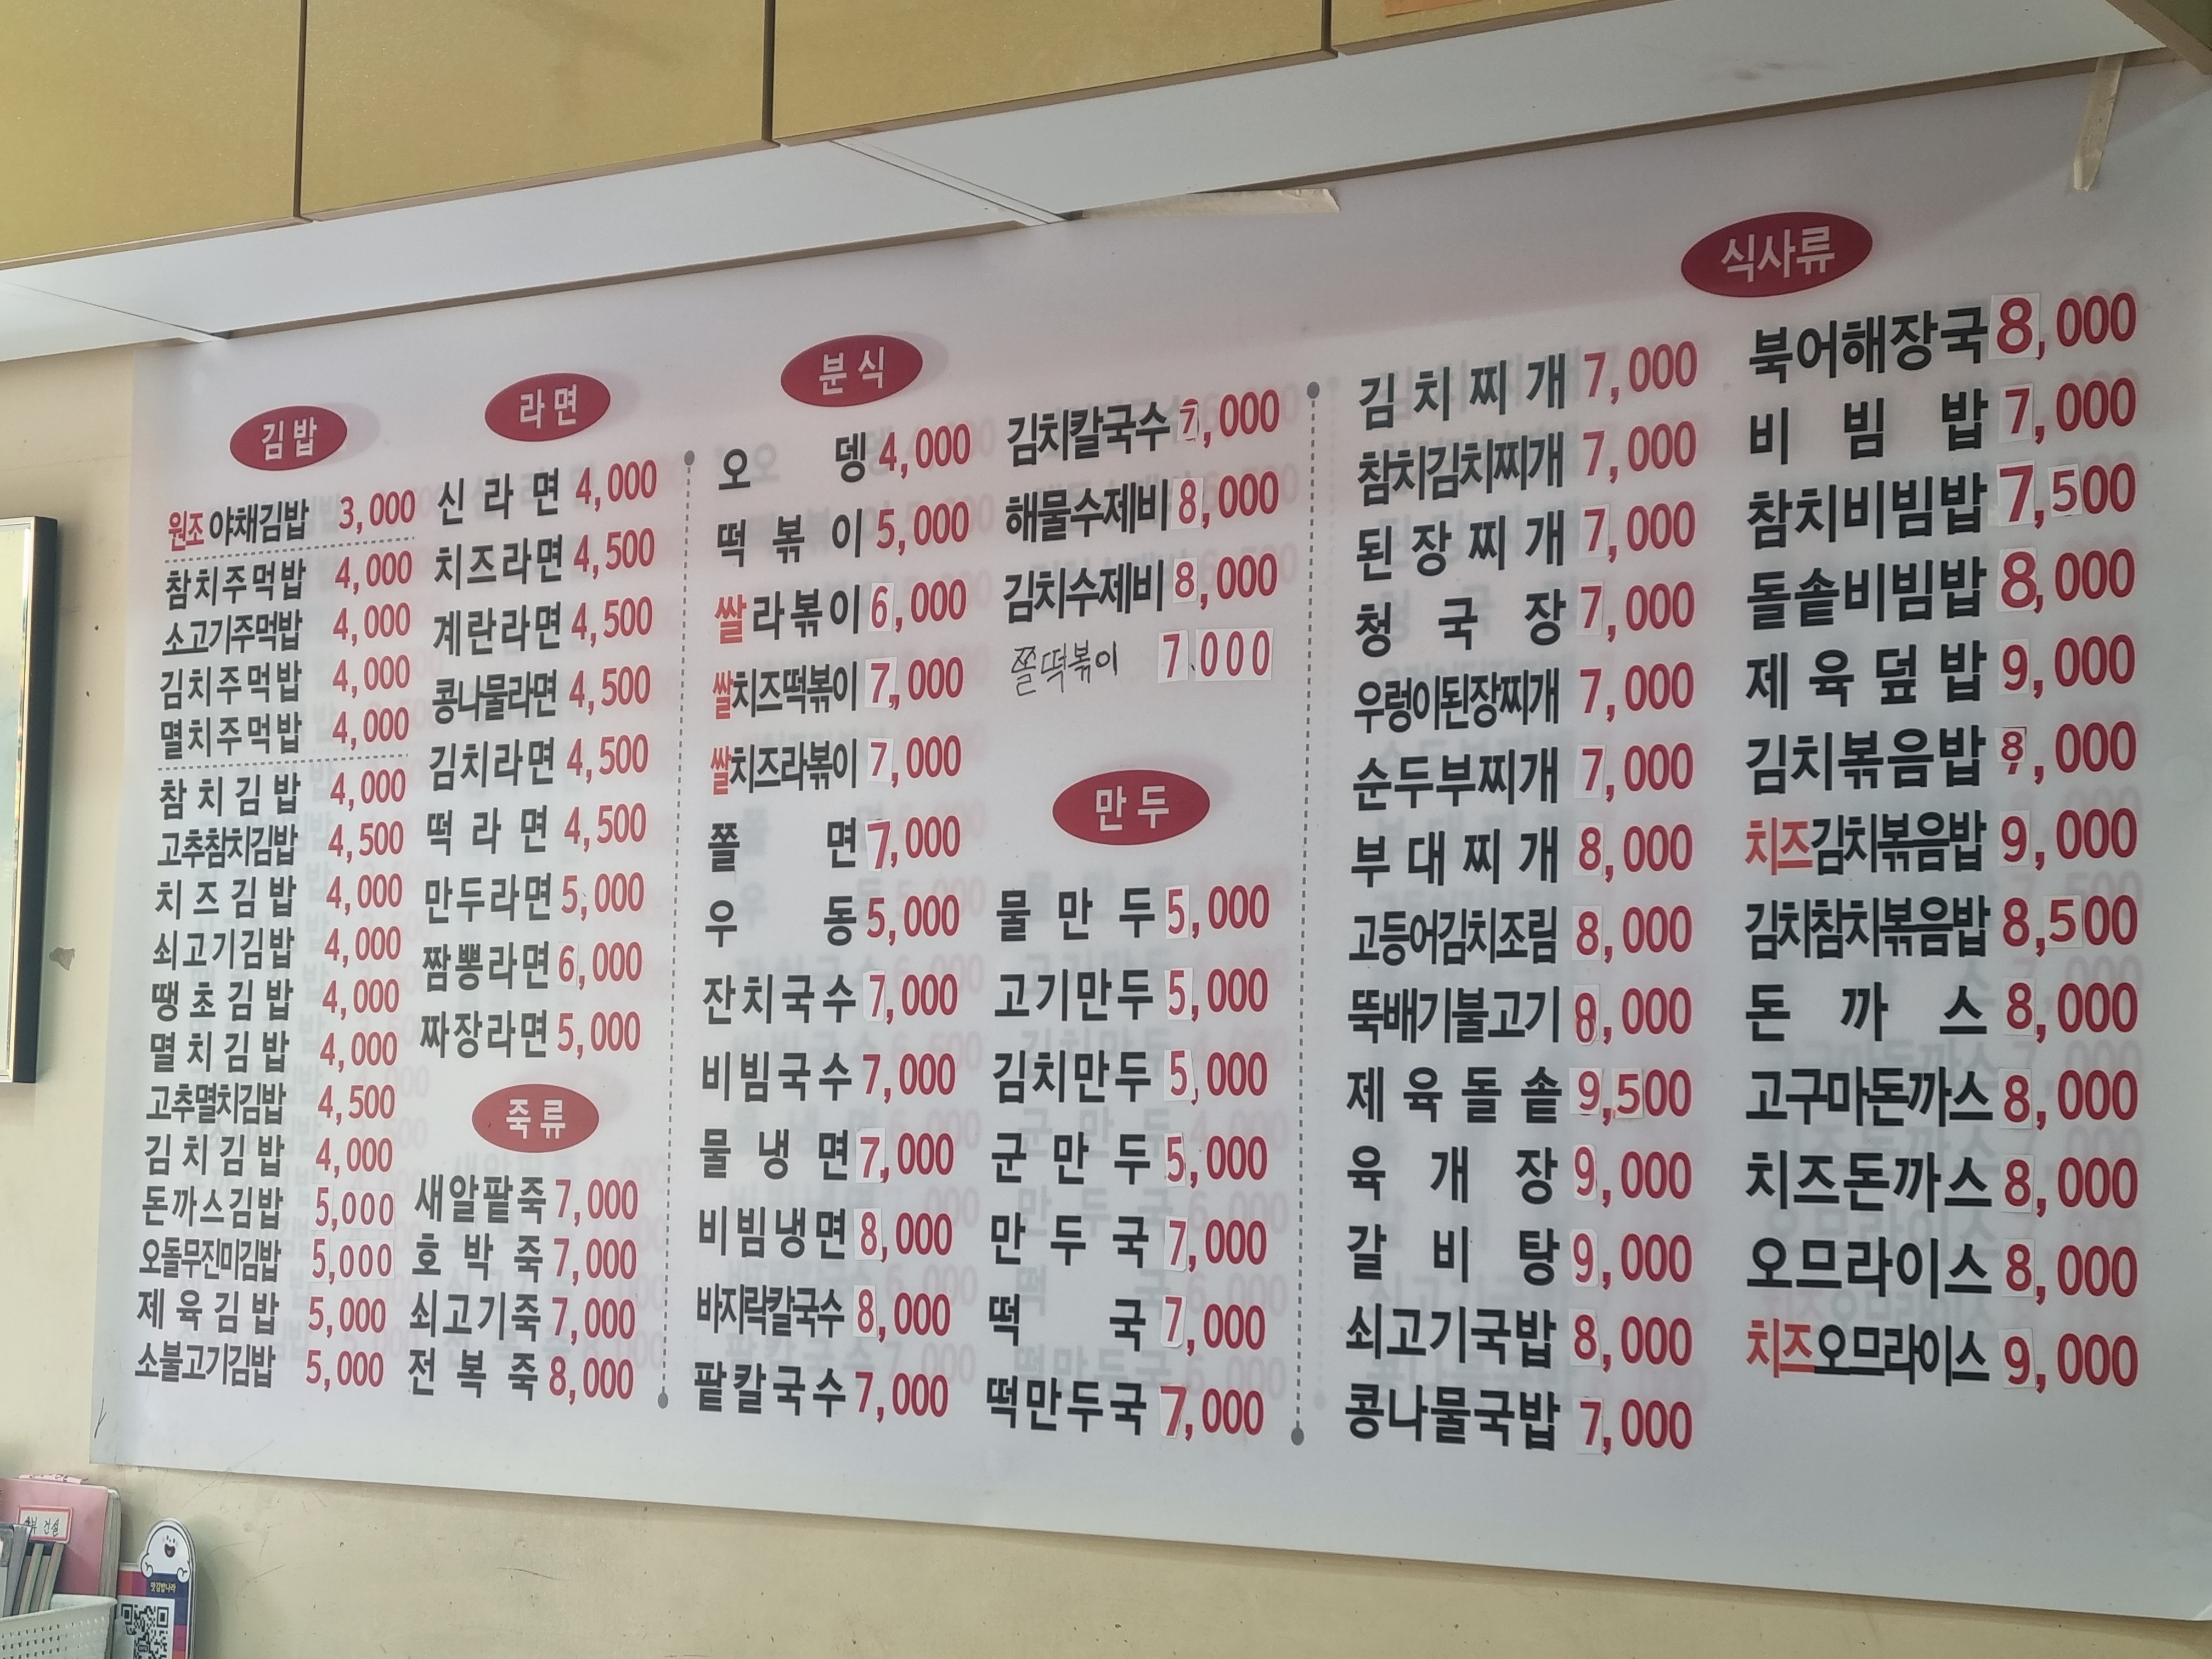 김밥
원조 야채김밥 3,000
참치주먹밥 4,000
소고기주먹밥 4,000
김치주먹밥 4,000
멸치주먹밥 4,000
참치김밥 4,000
고추참치김밥 4,500
치즈김밥 4,000
쇠고기김밥 4,000
땡초김밥 4,000
멸치김밥 4,000
고추멸치김밥 4,500
김치김밥 4,000
돈까스김밥 5,000
오돌무진미김밥 5,000
제육김밥 5,000
소불고기김밥 5,000
라면
신라면 4,000
치즈라면 4,500
계란라면 4,500
콩나물라면 4,500
김치라면 4,500
떡라면 4,500
만두라면 5,000
짬뽕라면 6,000
짜장라면 5,000
죽류
새알팥죽 7,000
호박죽 7,000
쇠고기죽 7,000
전복죽 8,000
분식
오뎅 4,000
떡볶이 5,000
쌀라볶이 6,000
쌀치즈떡볶이 7,000
쌀치즈라볶이 7,000
쫄면 7,000
우동 5,000
잔치국수 7,000
비빔국수 7,000
물냉면 7,000
비빔냉면 8,000
바지락칼국수 8,000
팥칼국수 7,000
김치칼국수 7,000
해물수제비 8,000
김치수제비 8,000
쫄떡볶이 7.000
만두
물만두 5,000
고기만두 5,000
김치만두 5,000
군만두 5,000
만두국 7,000
떡국 7,000
떡만두국 7,000
식사류
김치찌개 7,000
참치김치찌개 7,000
된장찌개 7,000
청국장 7,000
우렁이된장찌개 7,000
순두부찌개 7,000
부대찌개 8,000
고등어김치조림 8,000
뚝배기불고기 8,000
제육돌솥 9,500
육개장 9,000
갈비탕 9,000
쇠고기국밥 8,000
콩나물국밥 7,000
북어해장국 8,000
비빔밥 7,000
참치비빔밥 7,500
돌솥비빔밥 8,000
제육덮밥 9,000
김치볶음밥 8,000
치즈김치볶음밥 9,000
김치참치볶음밥 8,500
돈까스 8,000
고구마돈까스 8,000
치즈돈까스 8,000
오므라이스 8,000
치즈오므라이스 9,000
맛김밥나라